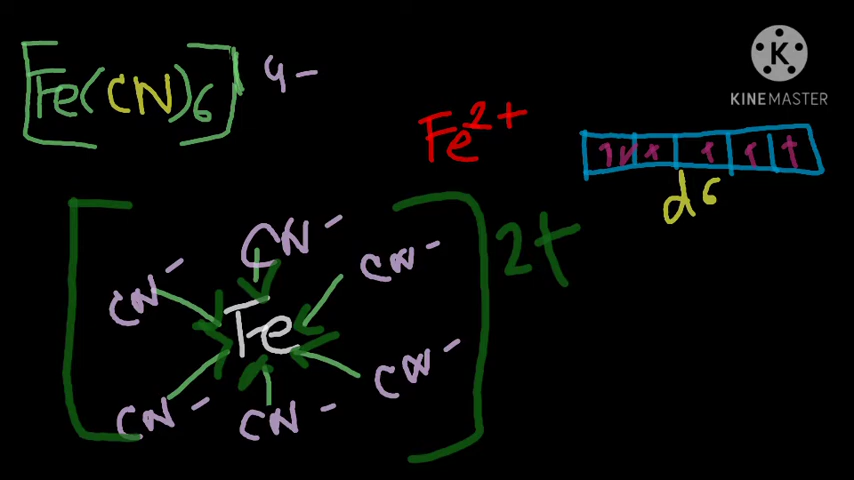 [Fe(CN)6]4-
K
KINEMASTER
Fe2+
d6
CN-
CN-
CN-
Fe
2+
CN-
CN-
CN-